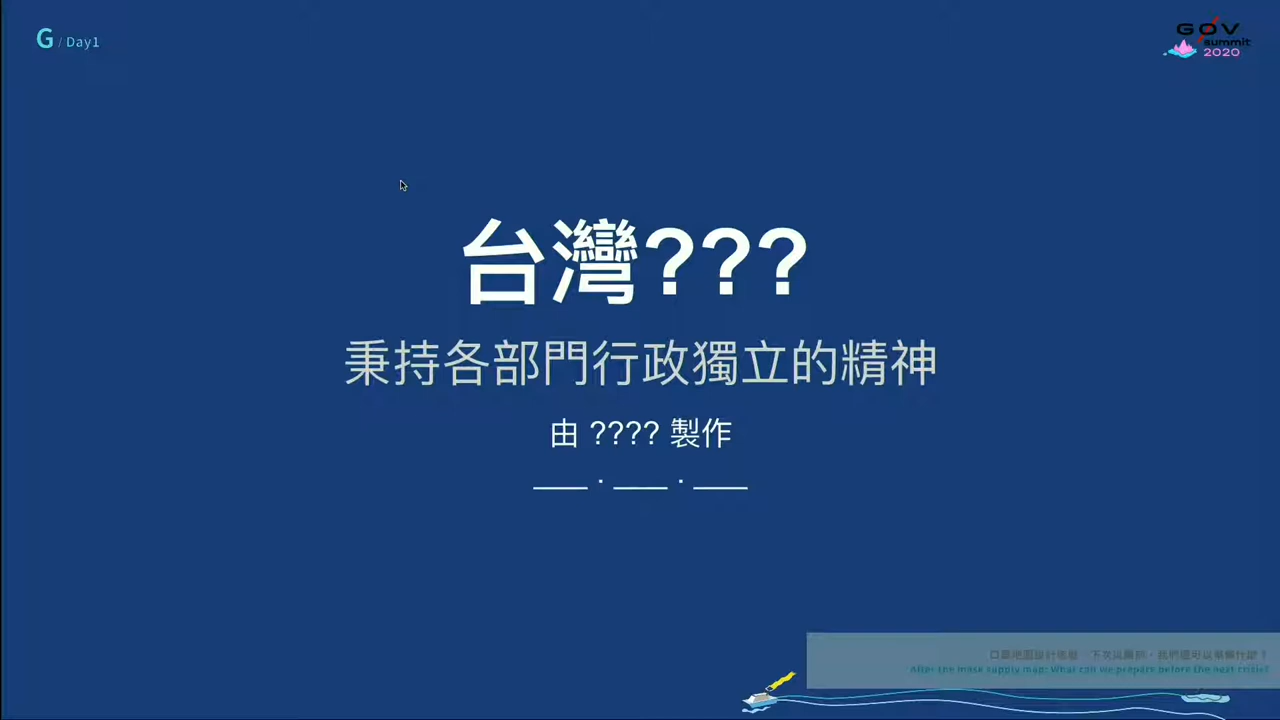 G / Day1
GØV
summit
2020
台灣???
秉持各部門行政獨立的精神
由 ???? 製作
___ · ___ · ___
After the mask supply map: What can we prepare before the next crisis?